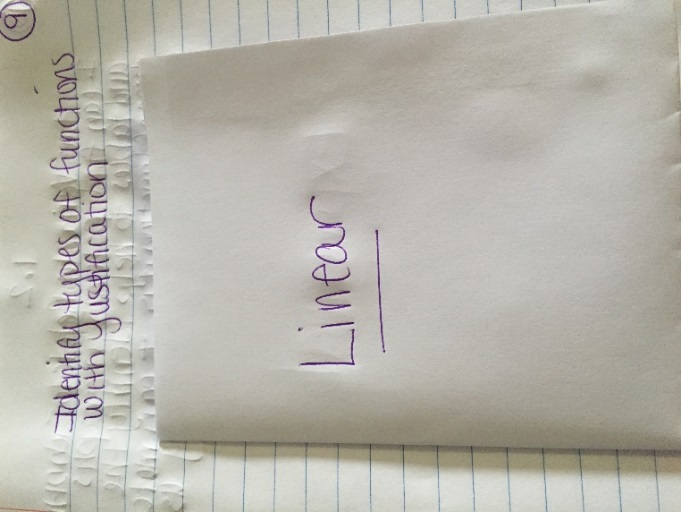 9
Identify types of functions
with justification
Linear